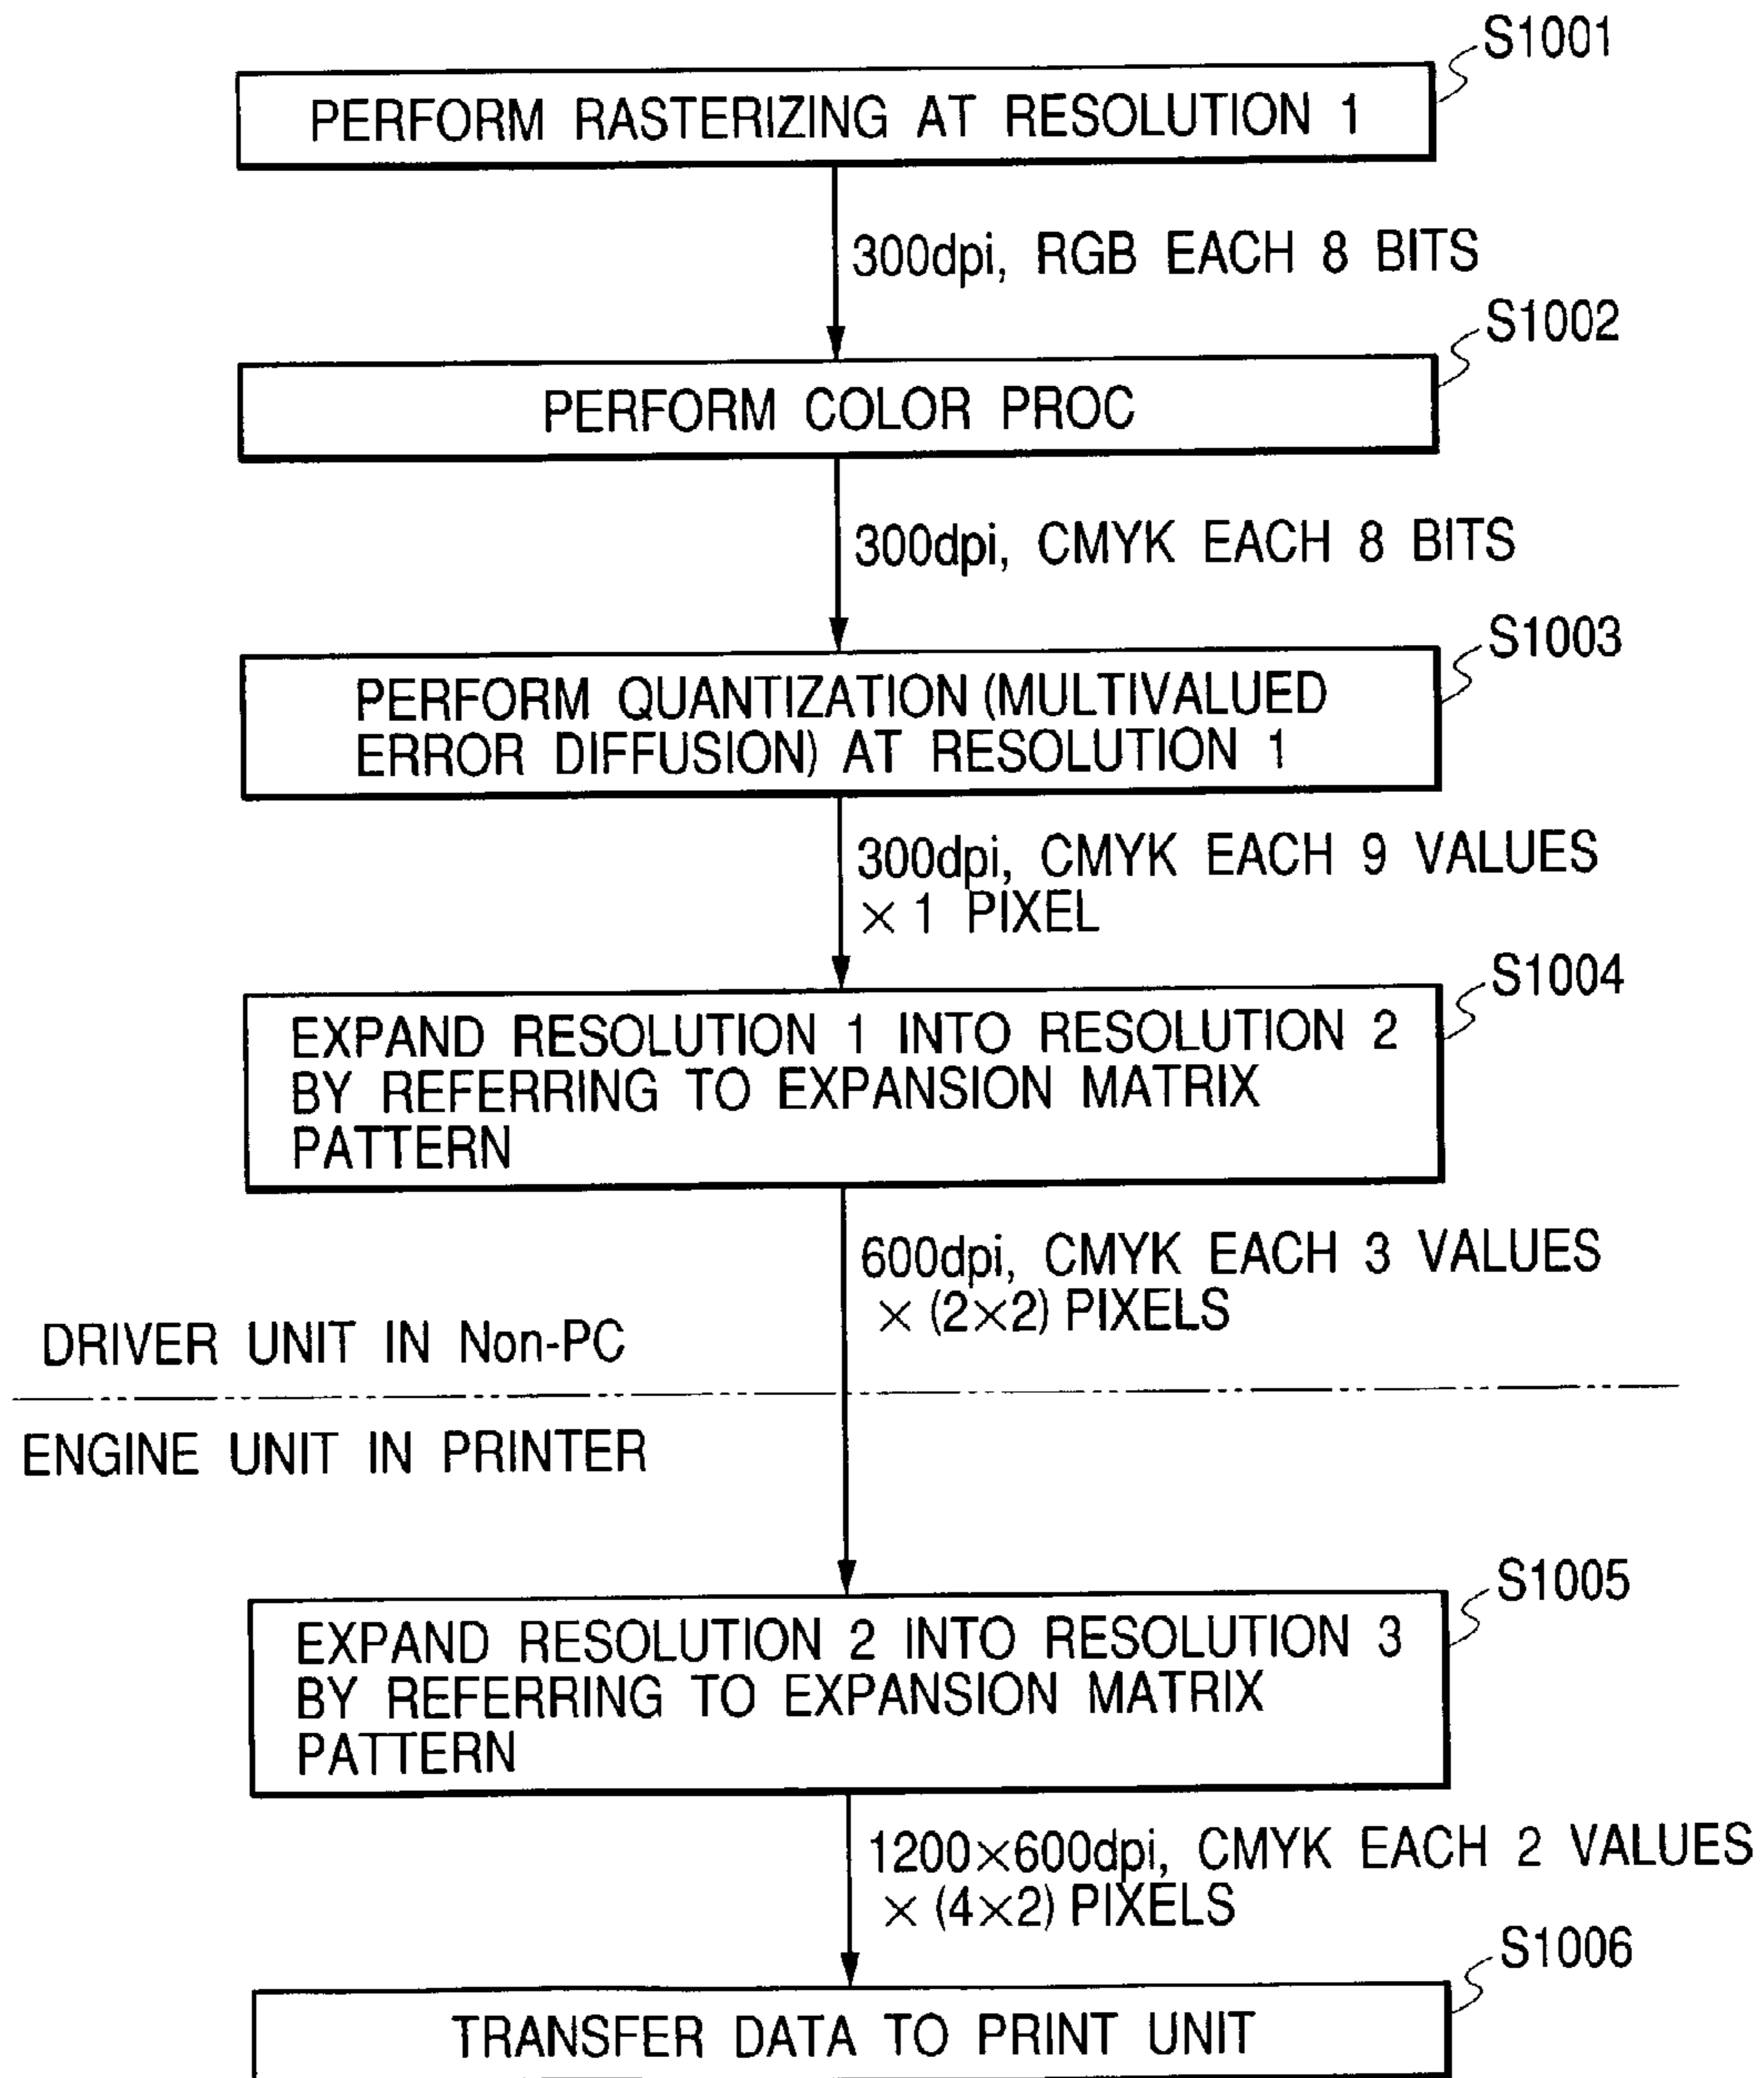 S1001
PERFORM RASTERIZING AT RESOLUTION 1
300dpi, RGB EACH 8 BITS
S1002
PERFORM COLOR PROC
300dpi, CMYK EACH 8 BITS
S1003
PERFORM QUANTIZATION (MULTIVALUED
ERROR DIFFUSION) AT RESOLUTION 1
300dpi, CMYK EACH 9 VALUES
× 1 PIXEL
S1004
EXPAND RESOLUTION 1 INTO RESOLUTION 2
BY REFERRING TO EXPANSION MATRIX
PATTERN
600dpi, CMYK EACH 3 VALUES
× (2×2) PIXELS
DRIVER UNIT IN Non-PC
ENGINE UNIT IN PRINTER
S1005
EXPAND RESOLUTION 2 INTO RESOLUTION 3
BY REFERRING TO EXPANSION MATRIX
PATTERN
1200×600dpi, CMYK EACH 2 VALUES
× (4×2) PIXELS
S1006
TRANSFER DATA TO PRINT UNIT